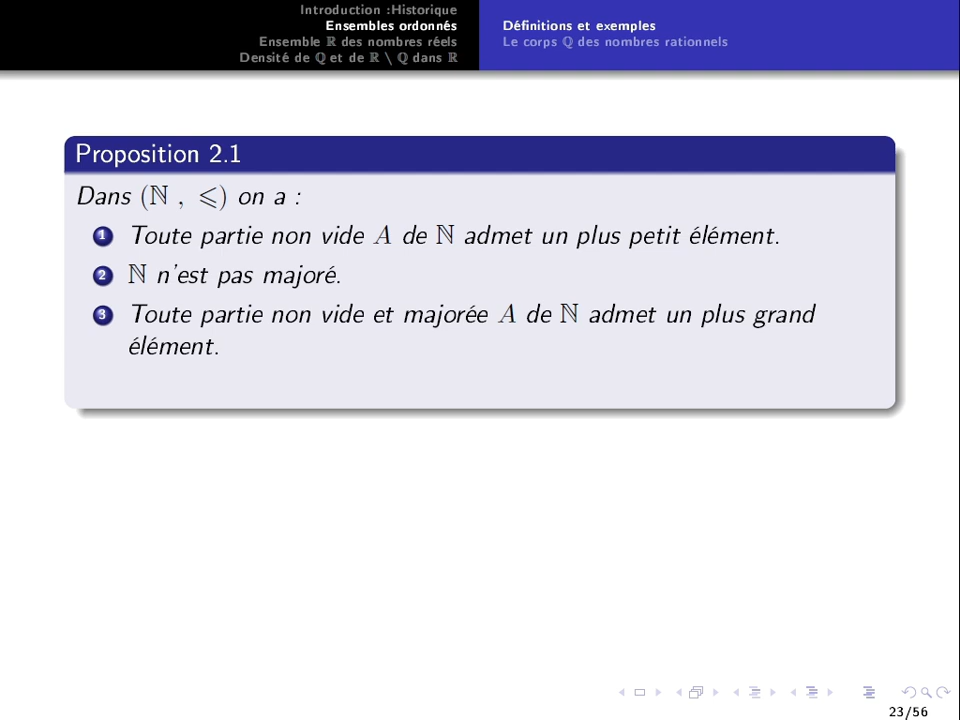 Introduction :Historique
Ensembles ordonnés
Ensemble ℝ des nombres réels
Densité de ℚ et de ℝ \ ℚ dans ℝ
Définitions et exemples
Le corps ℚ des nombres rationnels
Proposition 2.1
Dans (ℕ , ⩽) on a :
1 Toute partie non vide A de ℕ admet un plus petit élément.
2 ℕ n'est pas majoré.
3 Toute partie non vide et majorée A de ℕ admet un plus grand
élément.
23/56